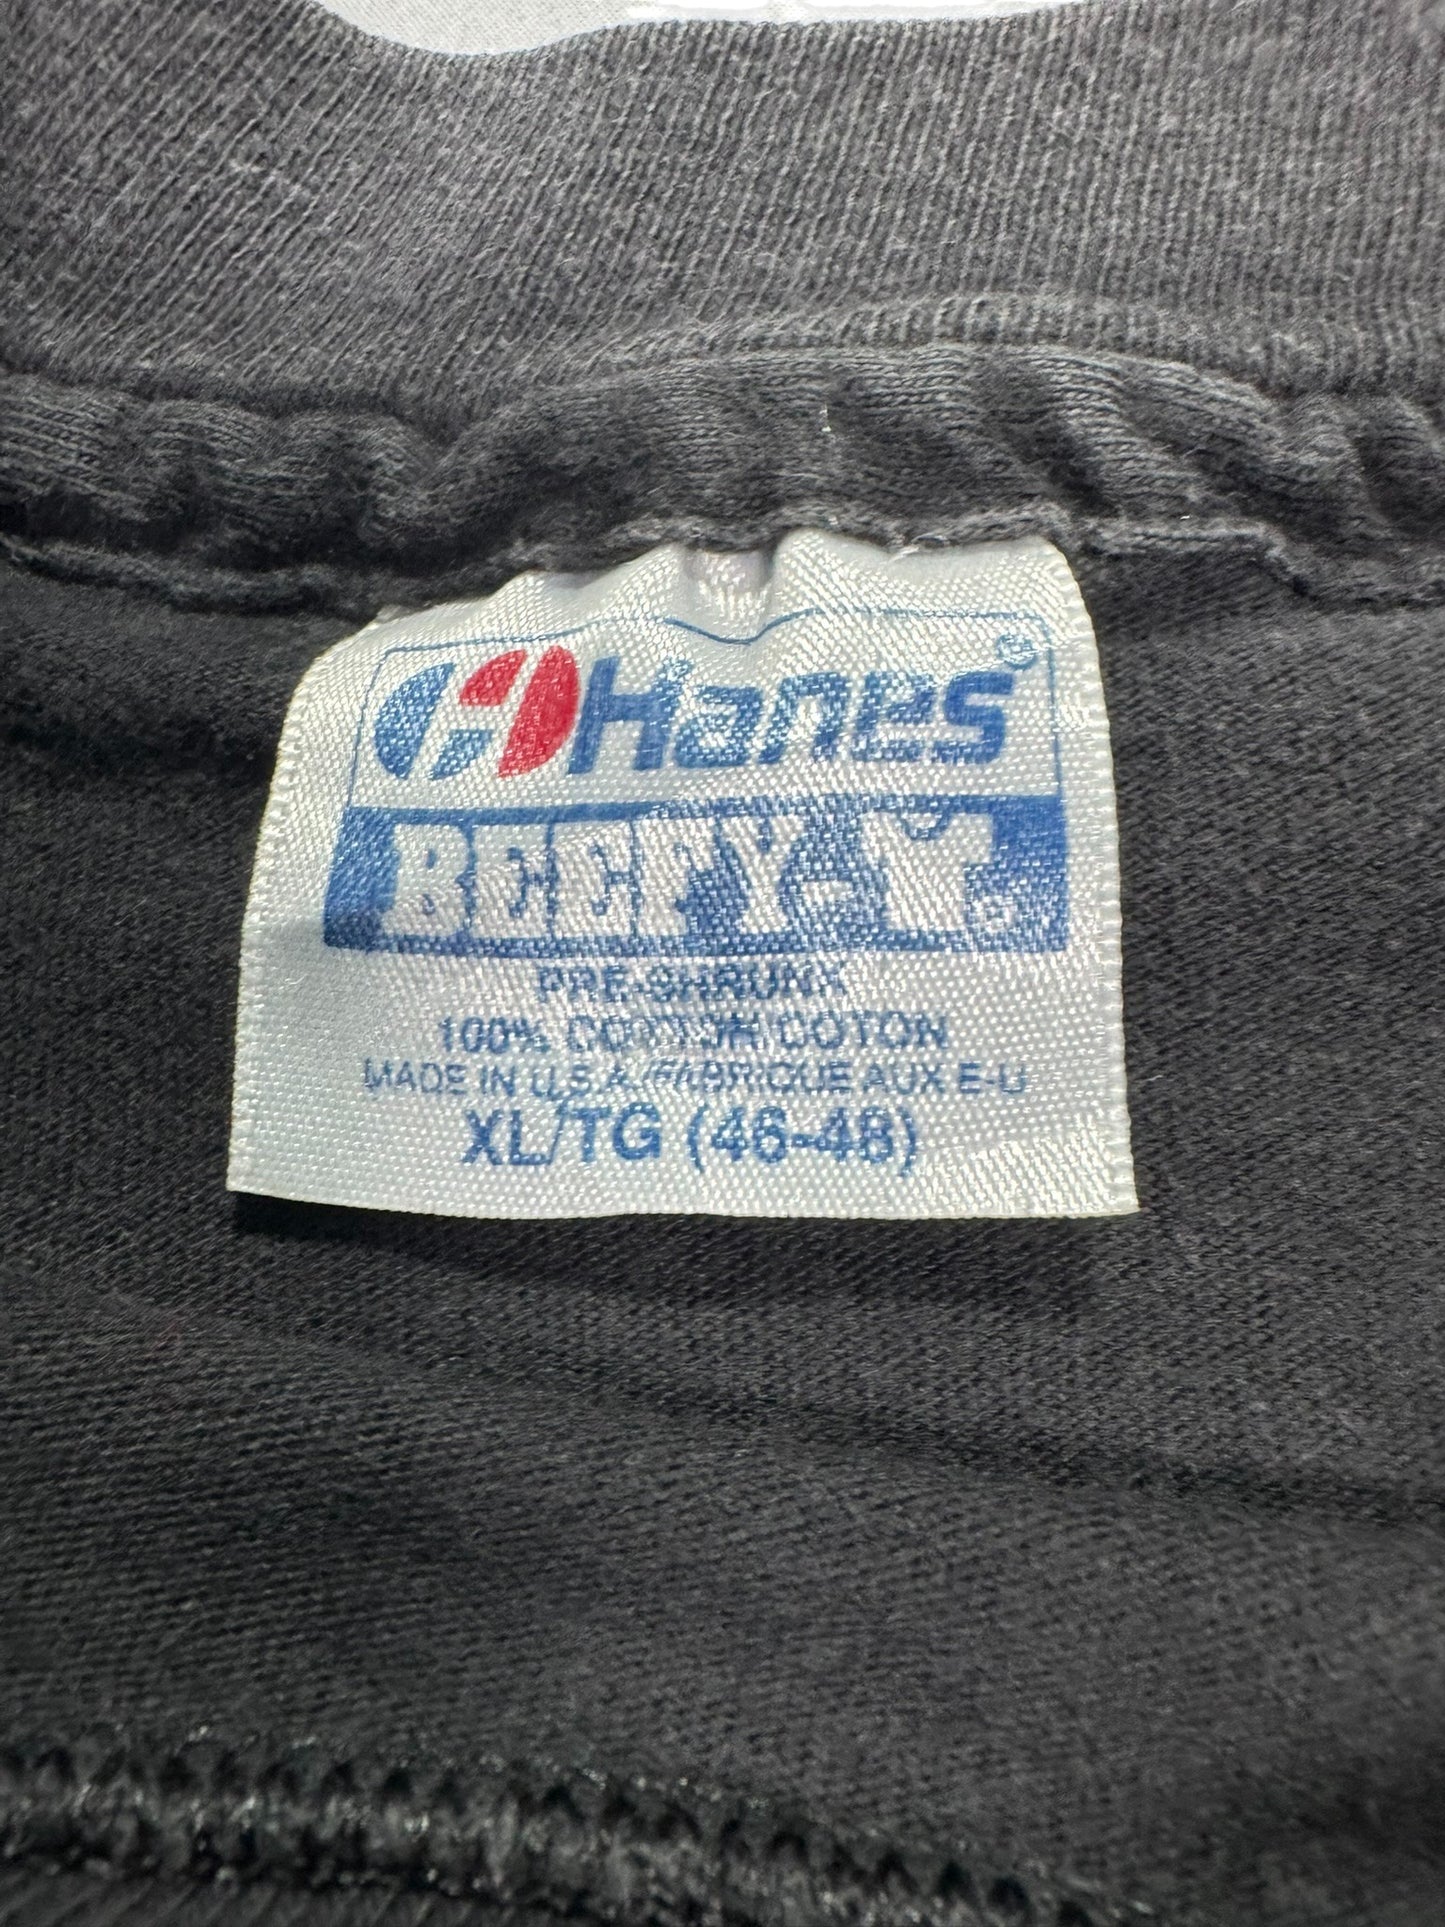 Hanes®
BEEFY-T®
PRE-SHRUNK
100% COTTON/COTON
MADE IN U.S.A./FABRIQUE AUX E-U
XL/TG (46-48)